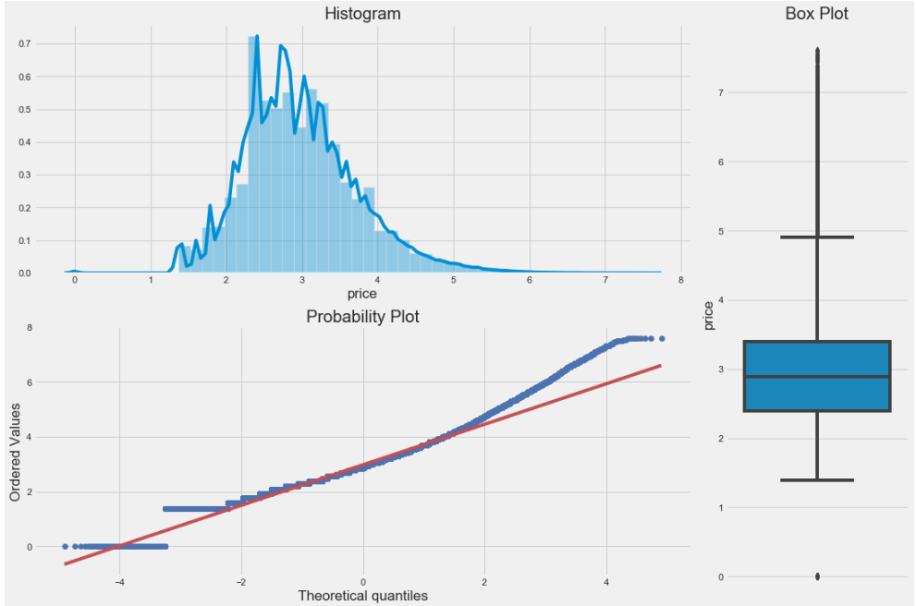 Histogram
0.7
0.6
0.5
0.4
0.3
0.2
0.1
0.0
0 1 2 3 4 5 6 7 8
price
Probability Plot
8
6
4
2
0
Ordered Values
−4 −2 0 2 4
Theoretical quantiles
Box Plot
7
6
5
4
3
2
1
0
price